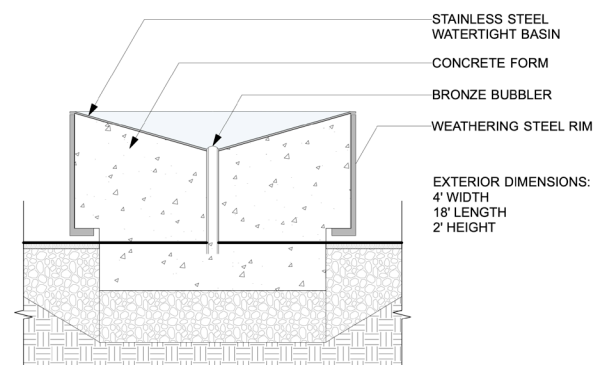 STAINLESS STEEL
WATERTIGHT BASIN
CONCRETE FORM
BRONZE BUBBLER
WEATHERING STEEL RIM
EXTERIOR DIMENSIONS:
4' WIDTH
18' LENGTH
2' HEIGHT